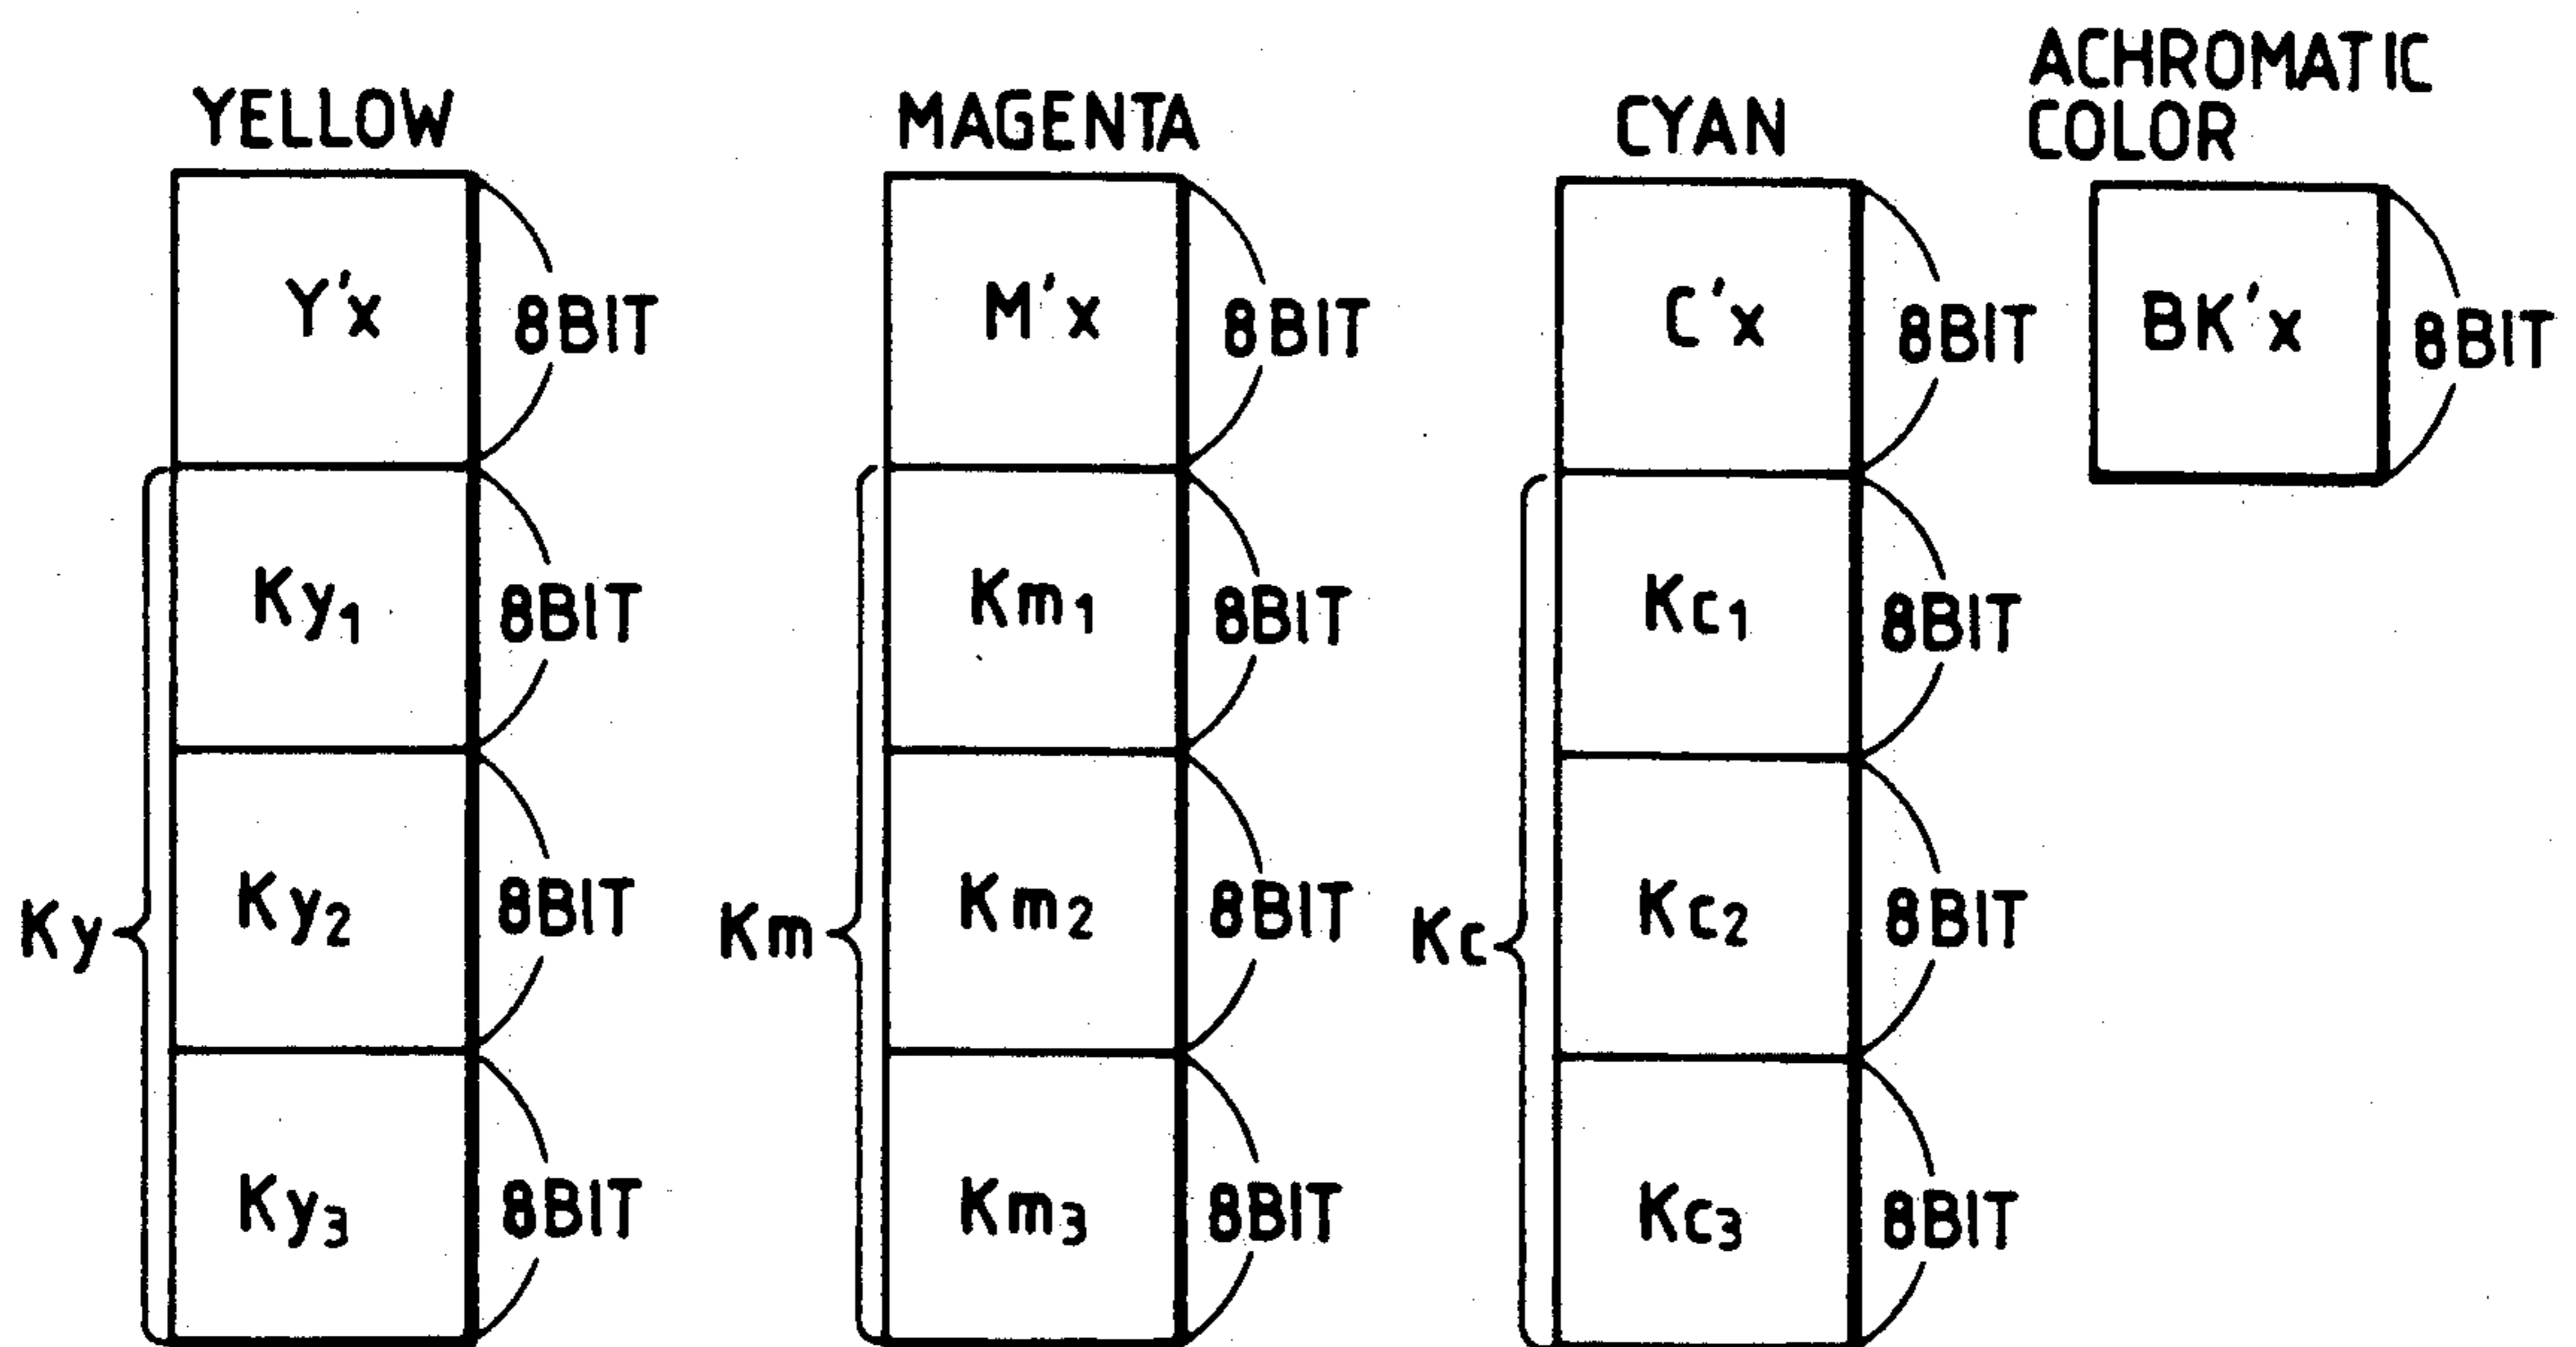 YELLOW
Y'x
8BIT
Ky1
8BIT
Ky
Ky2
8BIT
Ky3
8BIT
MAGENTA
M'x
8BIT
Km1
8BIT
Km
Km2
8BIT
Km3
8BIT
CYAN
C'x
8BIT
Kc1
8BIT
Kc
Kc2
8BIT
Kc3
8BIT
ACHROMATIC
COLOR
BK'x
8BIT